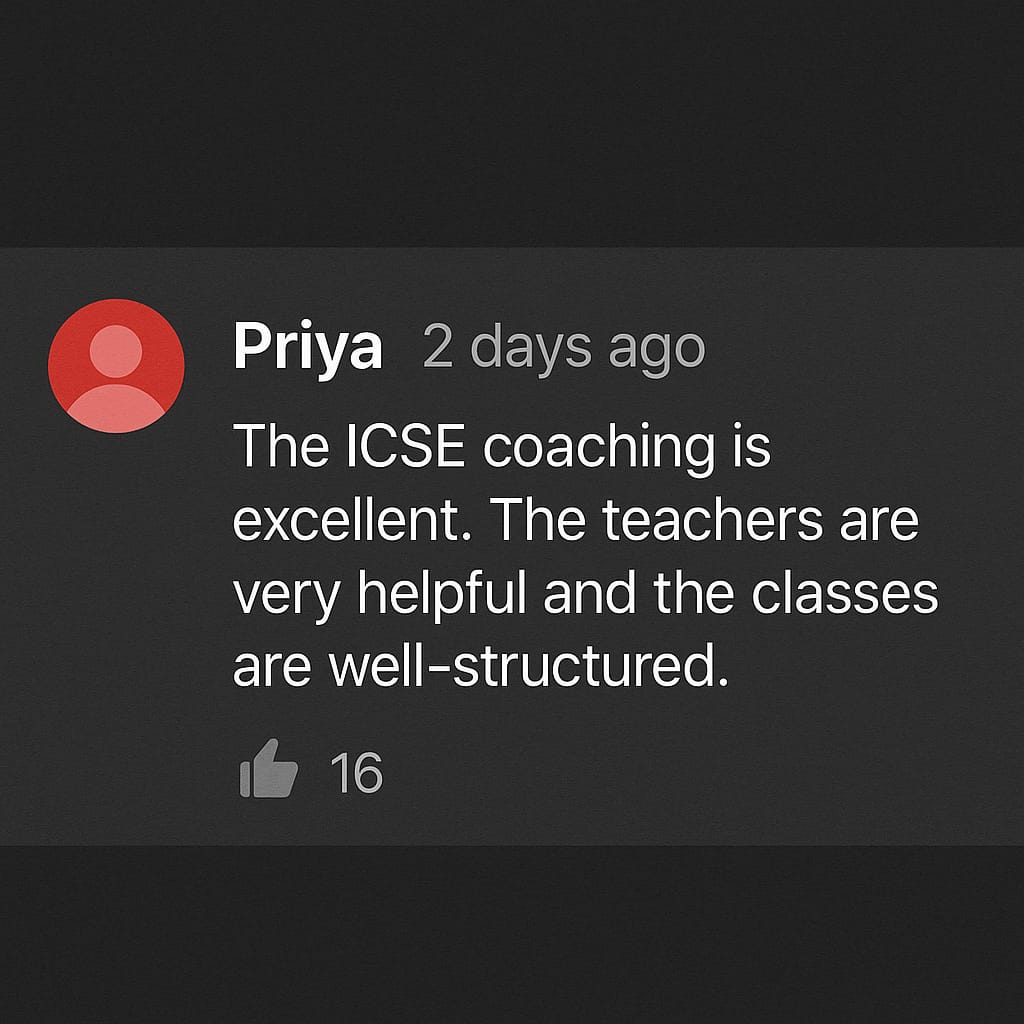 Priya 2 days ago
The ICSE coaching is
excellent. The teachers are
very helpful and the classes
are well-structured.
16